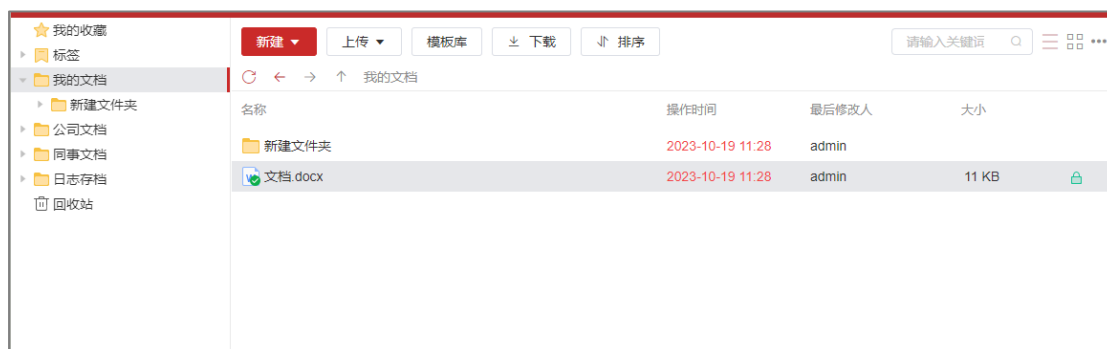 我的收藏
标签
我的文档
新建文件夹
公司文档
同事文档
日志存档
回收站
新建 上传 模板库 下载 排序 请输入关键词
我的文档
名称 操作时间 最后修改人 大小
新建文件夹 2023-10-19 11:28 admin
文档.docx 2023-10-19 11:28 admin 11 KB